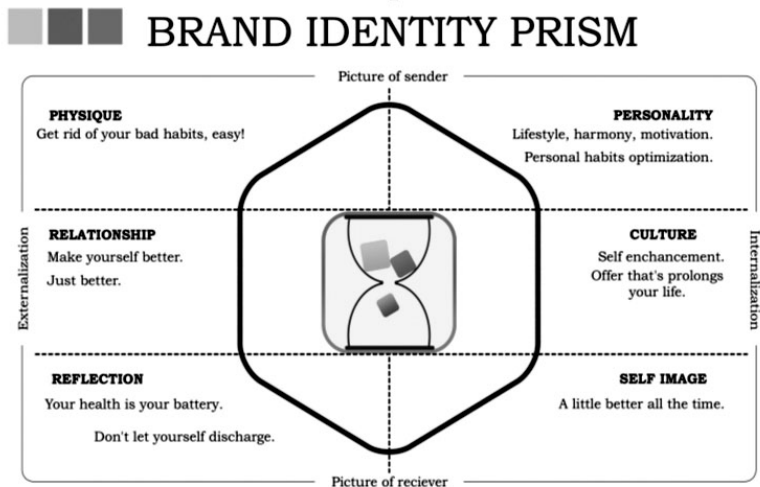 BRAND IDENTITY PRISM
Picture of sender
PHYSIQUE
Get rid of your bad habits, easy!
PERSONALITY
Lifestyle, harmony, motivation.
Personal habits optimization.
Externalization
RELATIONSHIP
Make yourself better.
Just better.
CULTURE
Self enchancement.
Offer that's prolongs
your life.
Internalization
REFLECTION
Your health is your battery.
Don't let yourself discharge.
SELF IMAGE
A little better all the time.
Picture of reciever